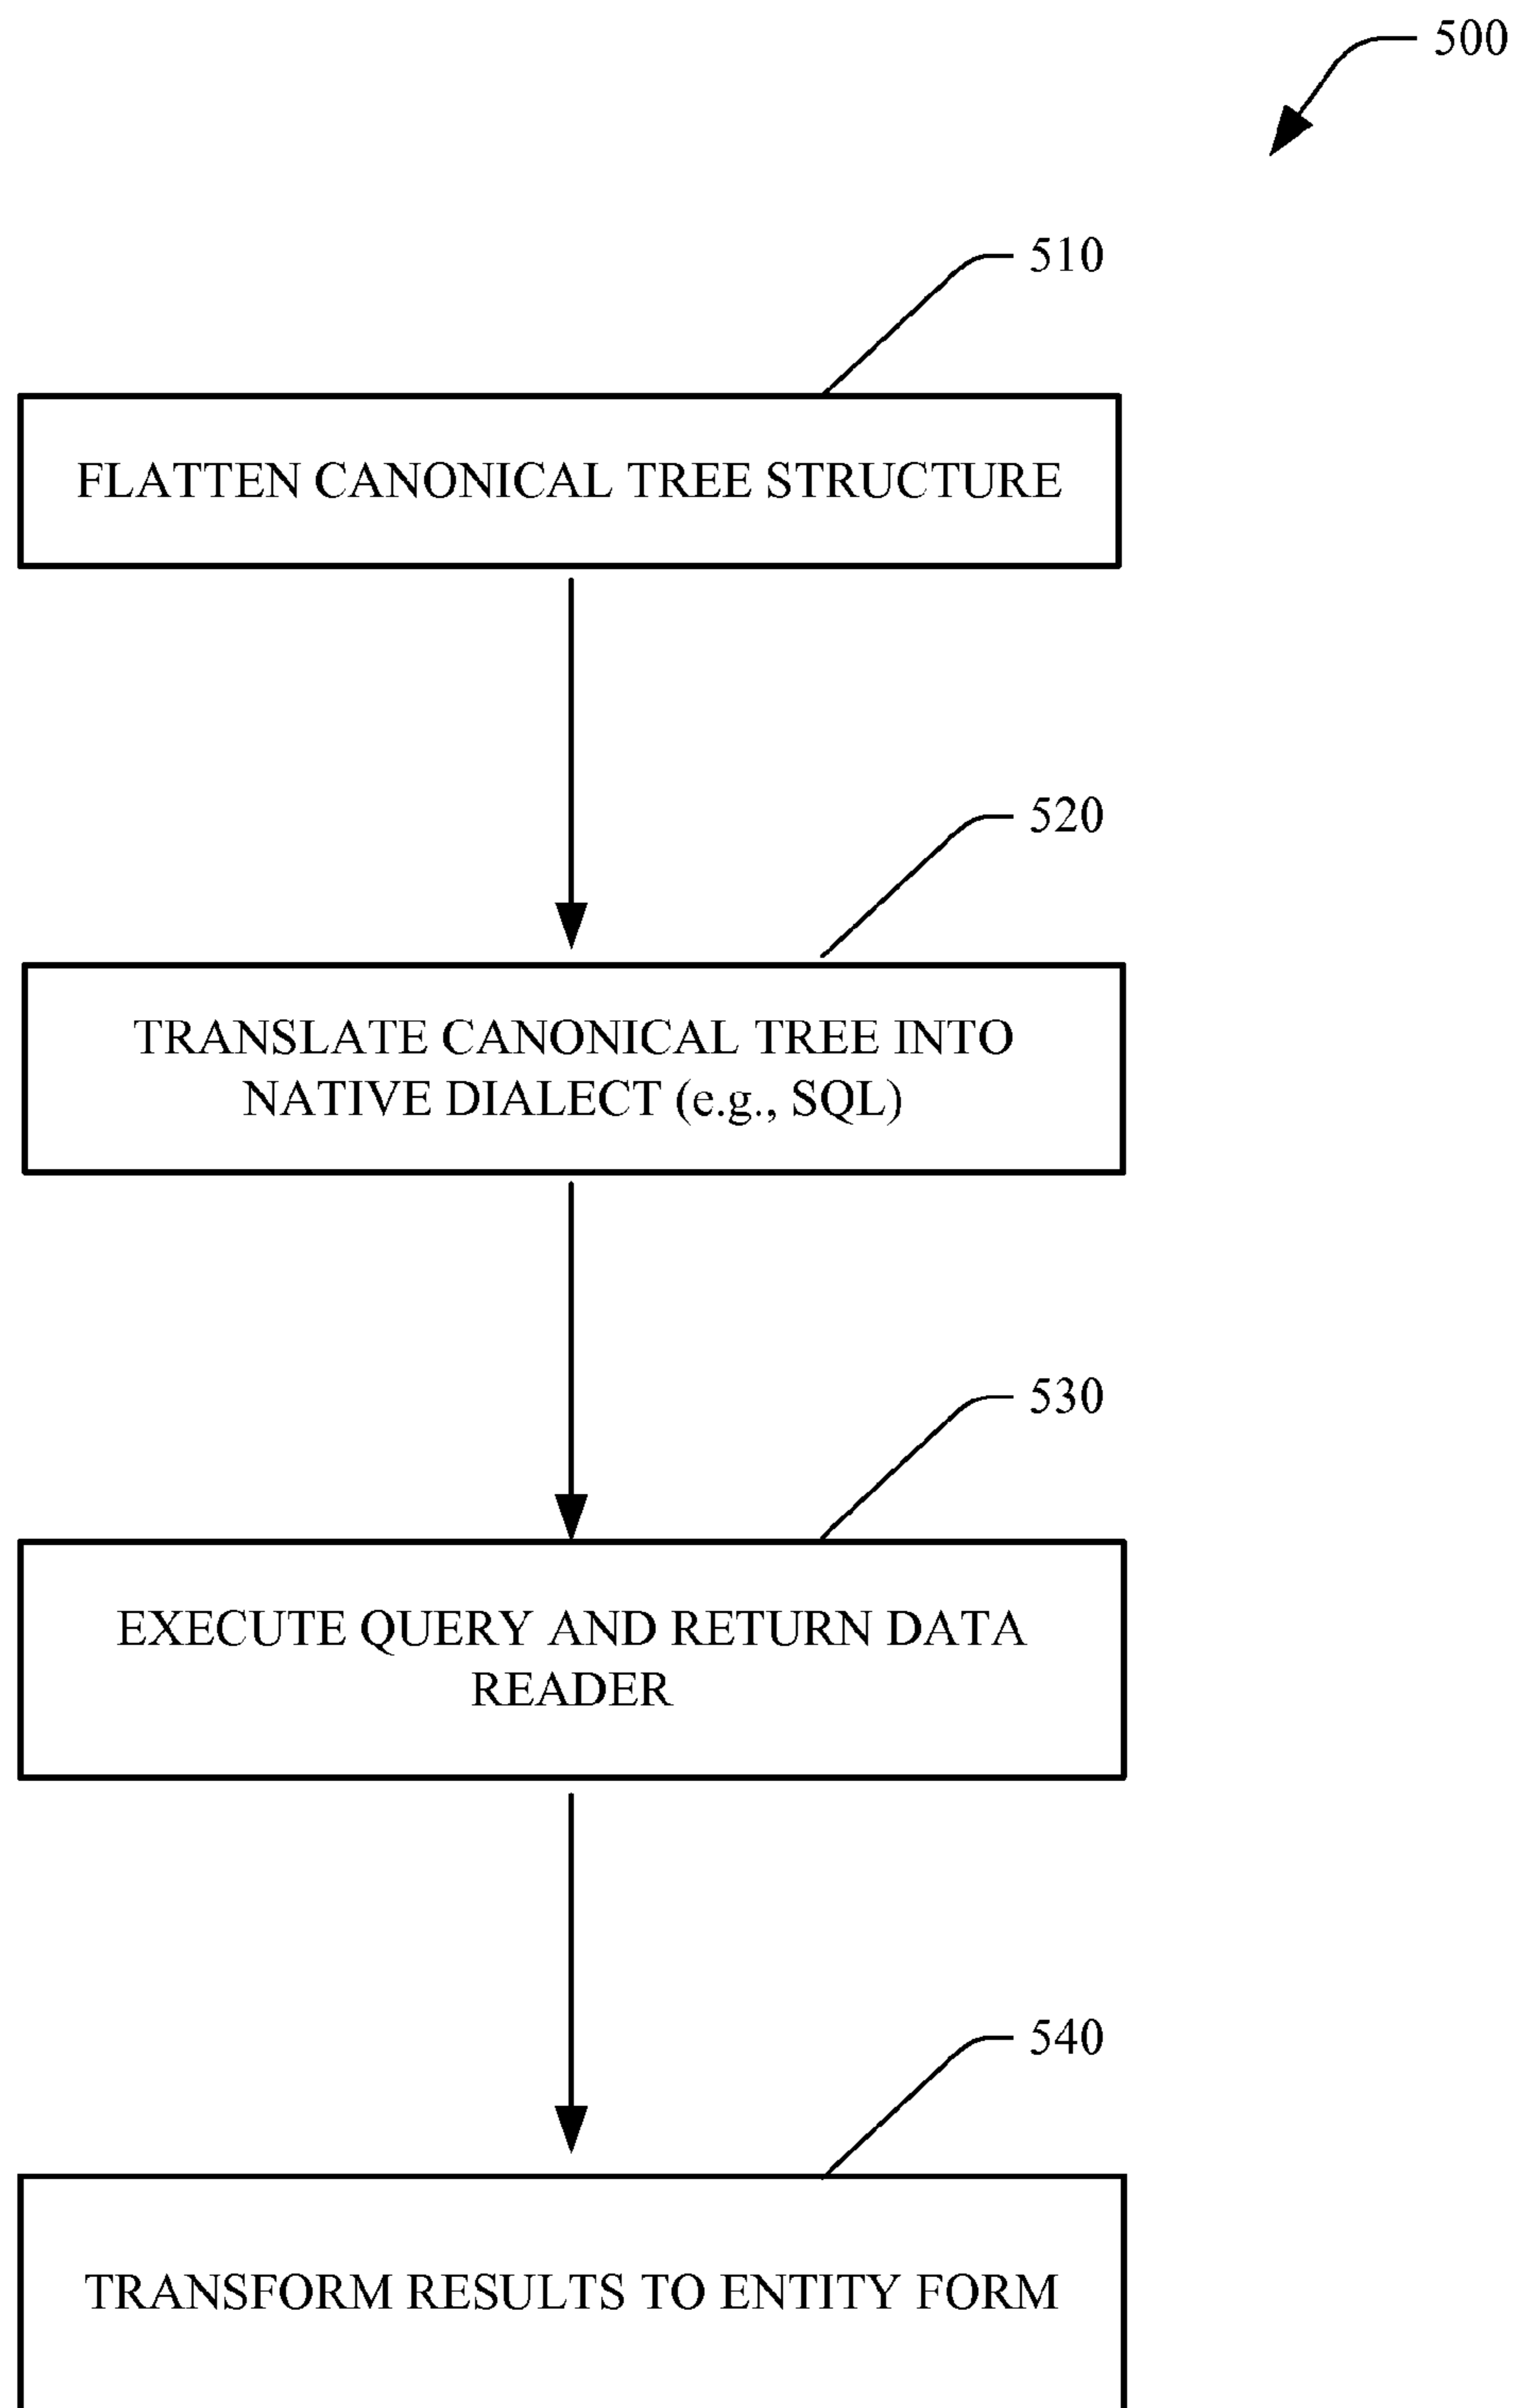 500
510
FLATTEN CANONICAL TREE STRUCTURE
520
TRANSLATE CANONICAL TREE INTO
NATIVE DIALECT (e.g., SQL)
530
EXECUTE QUERY AND RETURN DATA
READER
540
TRANSFORM RESULTS TO ENTITY FORM